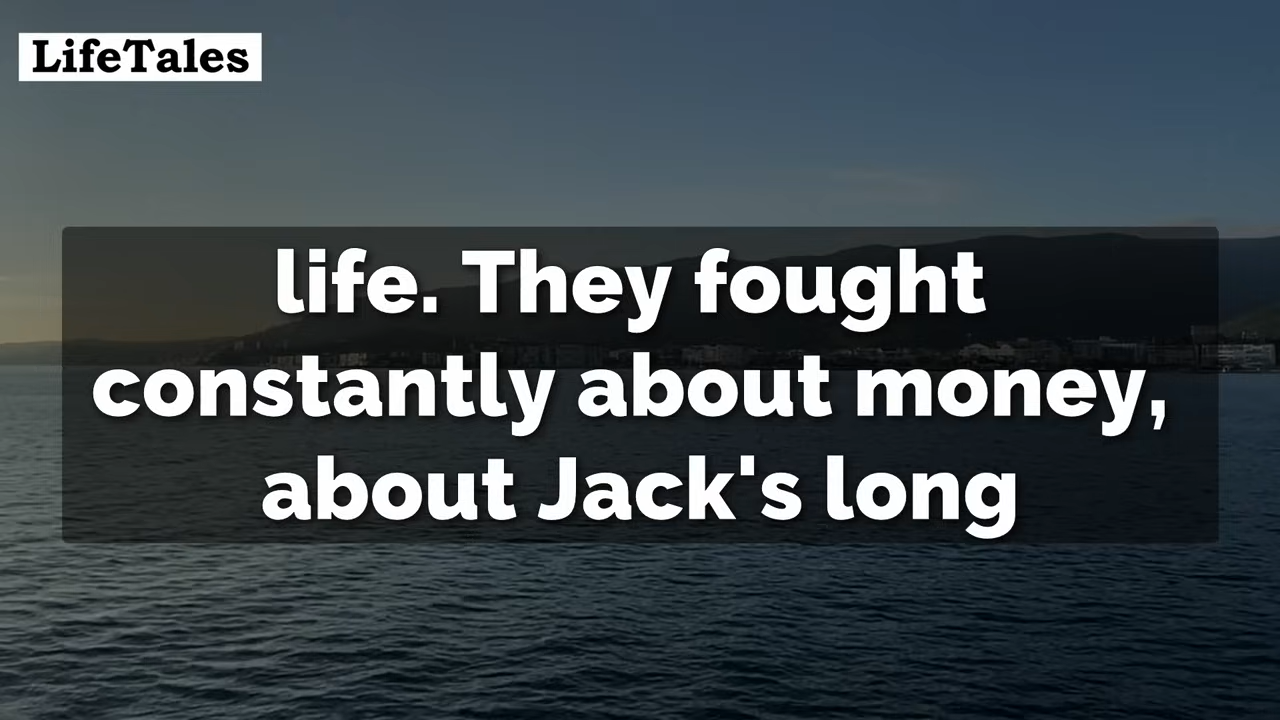 LifeTales
life. They fought
constantly about money,
about Jack's long